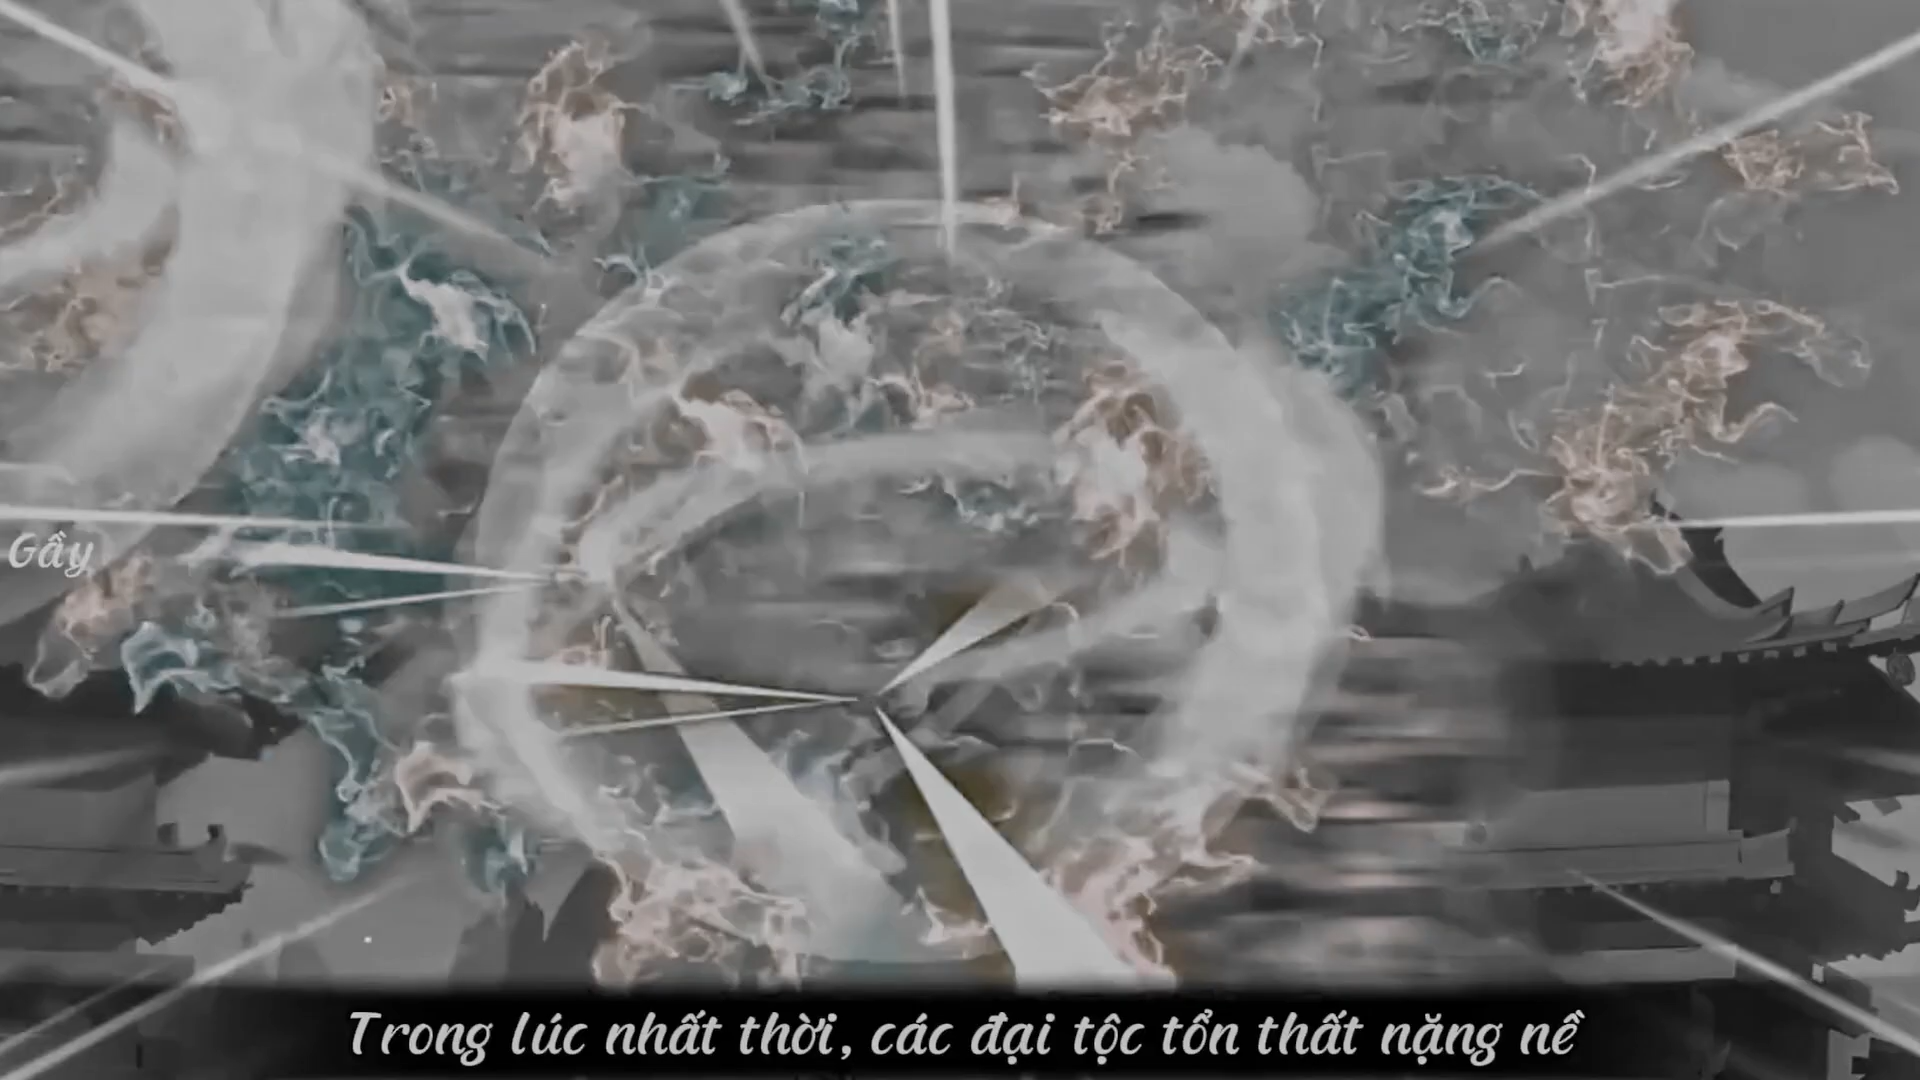 Gầy
Trong lúc nhất thời, các đại tộc tổn thất nặng nề